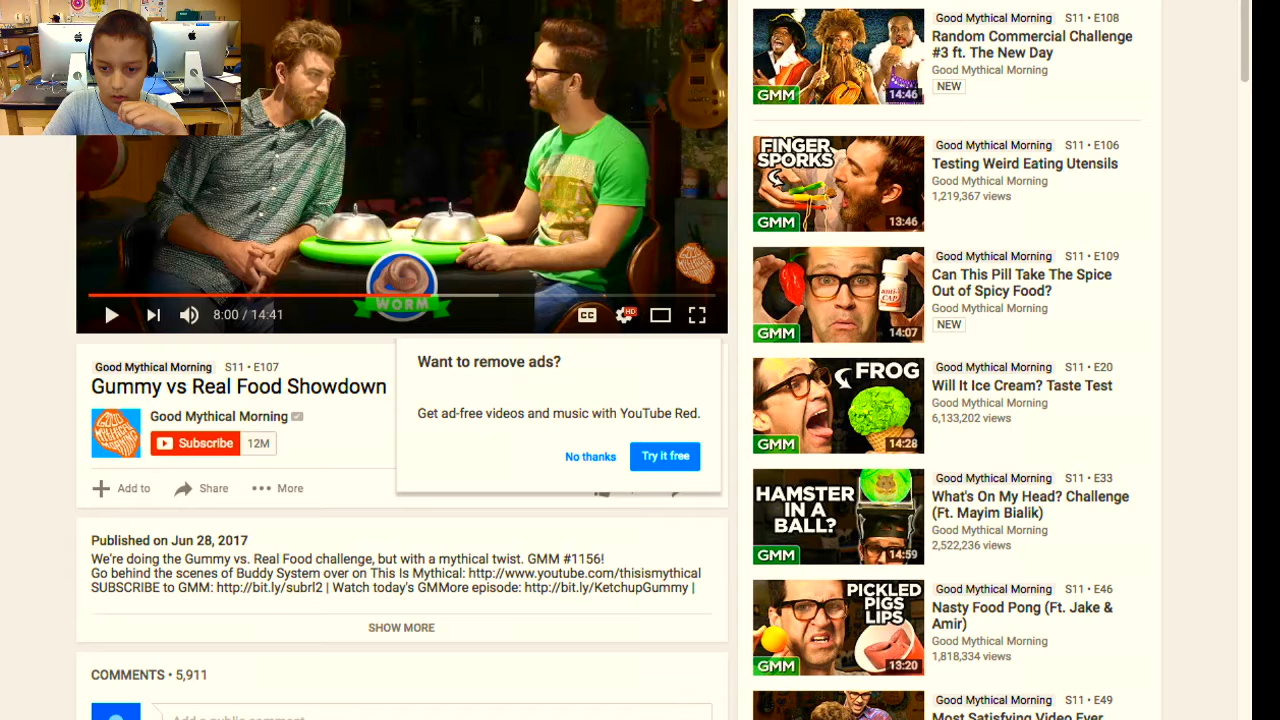 WORM
8:00 / 14:41
CC
HD
Good Mythical Morning S11 • E107
Gummy vs Real Food Showdown
GOOD MYTHICAL MORNING
Good Mythical Morning
Subscribe 12M
Add to Share More
Want to remove ads?
Get ad-free videos and music with YouTube Red.
No thanks Try it free
Published on Jun 28, 2017
We're doing the Gummy vs. Real Food challenge, but with a mythical twist. GMM #1156!
Go behind the scenes of Buddy System over on This Is Mythical: http://www.youtube.com/thisismythical
SUBSCRIBE to GMM: http://bit.ly/subrl2 | Watch today's GMMore episode: http://bit.ly/KetchupGummy |
SHOW MORE
COMMENTS • 5,911
Add a public comment
GMM
14:46
Good Mythical Morning S11 • E108
Random Commercial Challenge
#3 ft. The New Day
Good Mythical Morning
NEW
FINGER
SPORKS
GMM
13:46
Good Mythical Morning S11 • E106
Testing Weird Eating Utensils
Good Mythical Morning
1,219,367 views
GMM
14:07
Good Mythical Morning S11 • E109
Can This Pill Take The Spice
Out of Spicy Food?
Good Mythical Morning
NEW
FROG
GMM
14:28
Good Mythical Morning S11 • E20
Will It Ice Cream? Taste Test
Good Mythical Morning
6,133,202 views
HAMSTER
IN A
BALL?
GMM
14:59
Good Mythical Morning S11 • E33
What's On My Head? Challenge
(Ft. Mayim Bialik)
Good Mythical Morning
2,522,236 views
PICKLED
PIGS
LIPS
GMM
13:20
Good Mythical Morning S11 • E46
Nasty Food Pong (Ft. Jake &
Amir)
Good Mythical Morning
1,818,334 views
Good Mythical Morning S11 • E49
Most Satisfying Video Ever